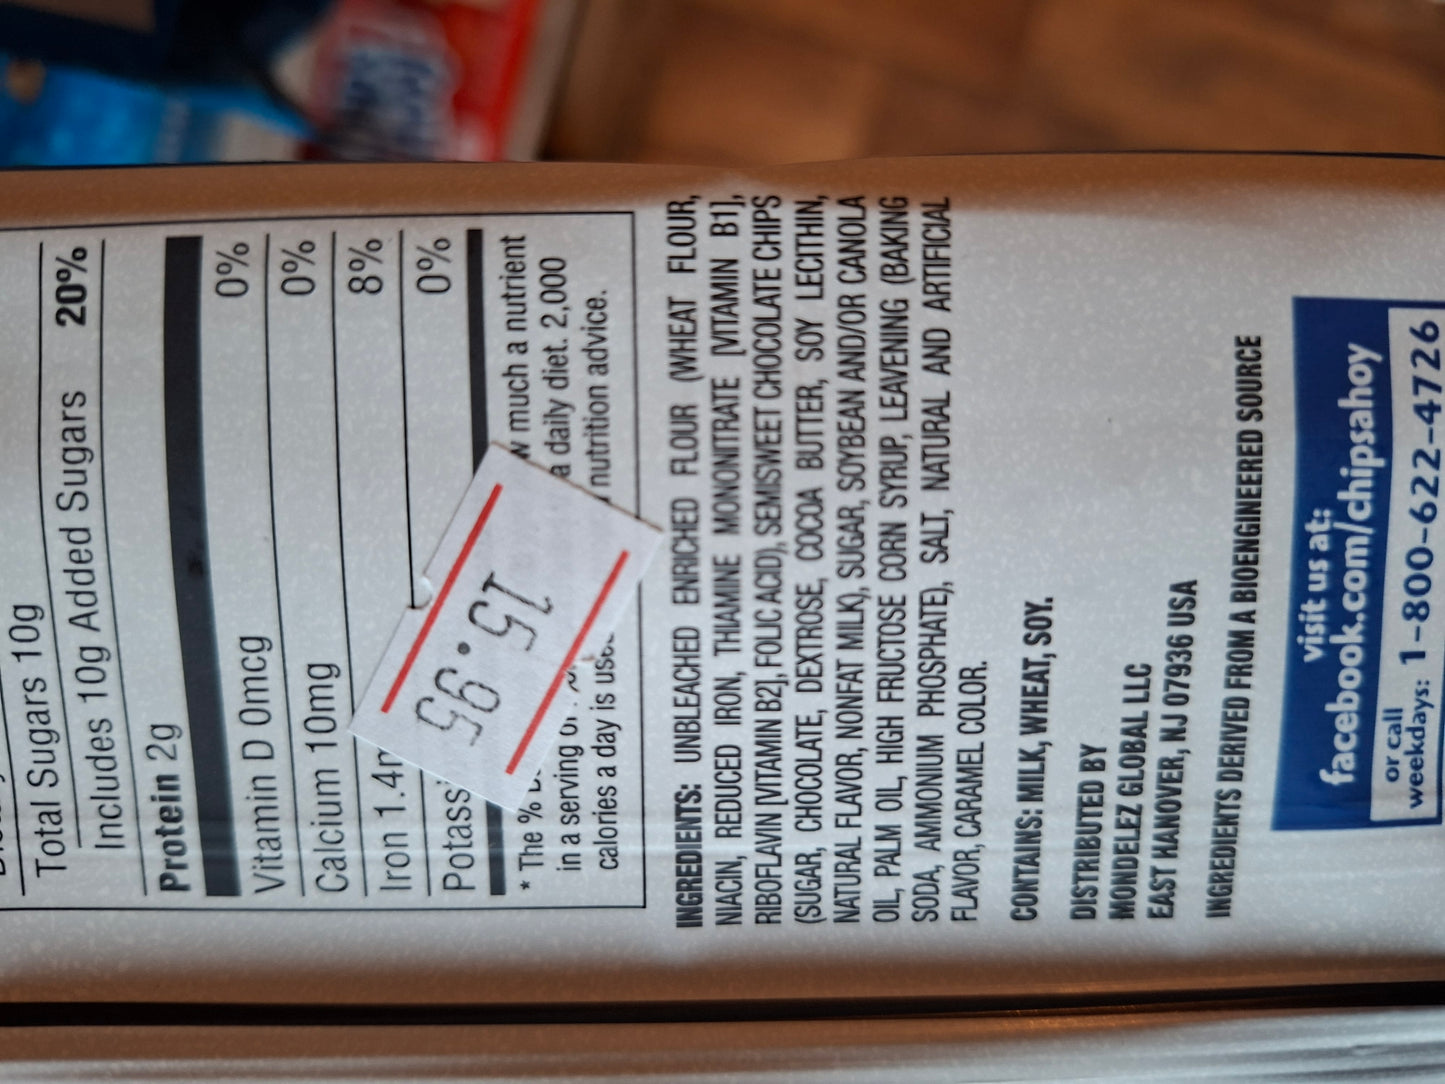 Total Sugars 10g
Includes 10g Added Sugars 20%
Protein 2g
Vitamin D 0mcg 0%
Calcium 10mg 0%
Iron 8%
0%
* The % much a nutrient
in a serving a daily diet. 2,000
calories a day is nutrition advice.
15.95
INGREDIENTS: UNBLEACHED ENRICHED FLOUR (WHEAT FLOUR,
NIACIN, REDUCED IRON, THIAMINE MONONITRATE [VITAMIN B1],
RIBOFLAVIN [VITAMIN B2], FOLIC ACID), SEMISWEET CHOCOLATE CHIPS
(SUGAR, CHOCOLATE, DEXTROSE, COCOA BUTTER, SOY LECITHIN,
NATURAL FLAVOR, NONFAT MILK), SUGAR, SOYBEAN AND/OR CANOLA
OIL, PALM OIL, HIGH FRUCTOSE CORN SYRUP, LEAVENING (BAKING
SODA, AMMONIUM PHOSPHATE), SALT, NATURAL AND ARTIFICIAL
FLAVOR, CARAMEL COLOR.
CONTAINS: MILK, WHEAT, SOY.
DISTRIBUTED BY
MONDELEZ GLOBAL LLC
EAST HANOVER, NJ 07936 USA
INGREDIENTS DERIVED FROM A BIOENGINEERED SOURCE
visit us at:
facebook.com/chipsahoy
or call
weekdays: 1-800-622-4726